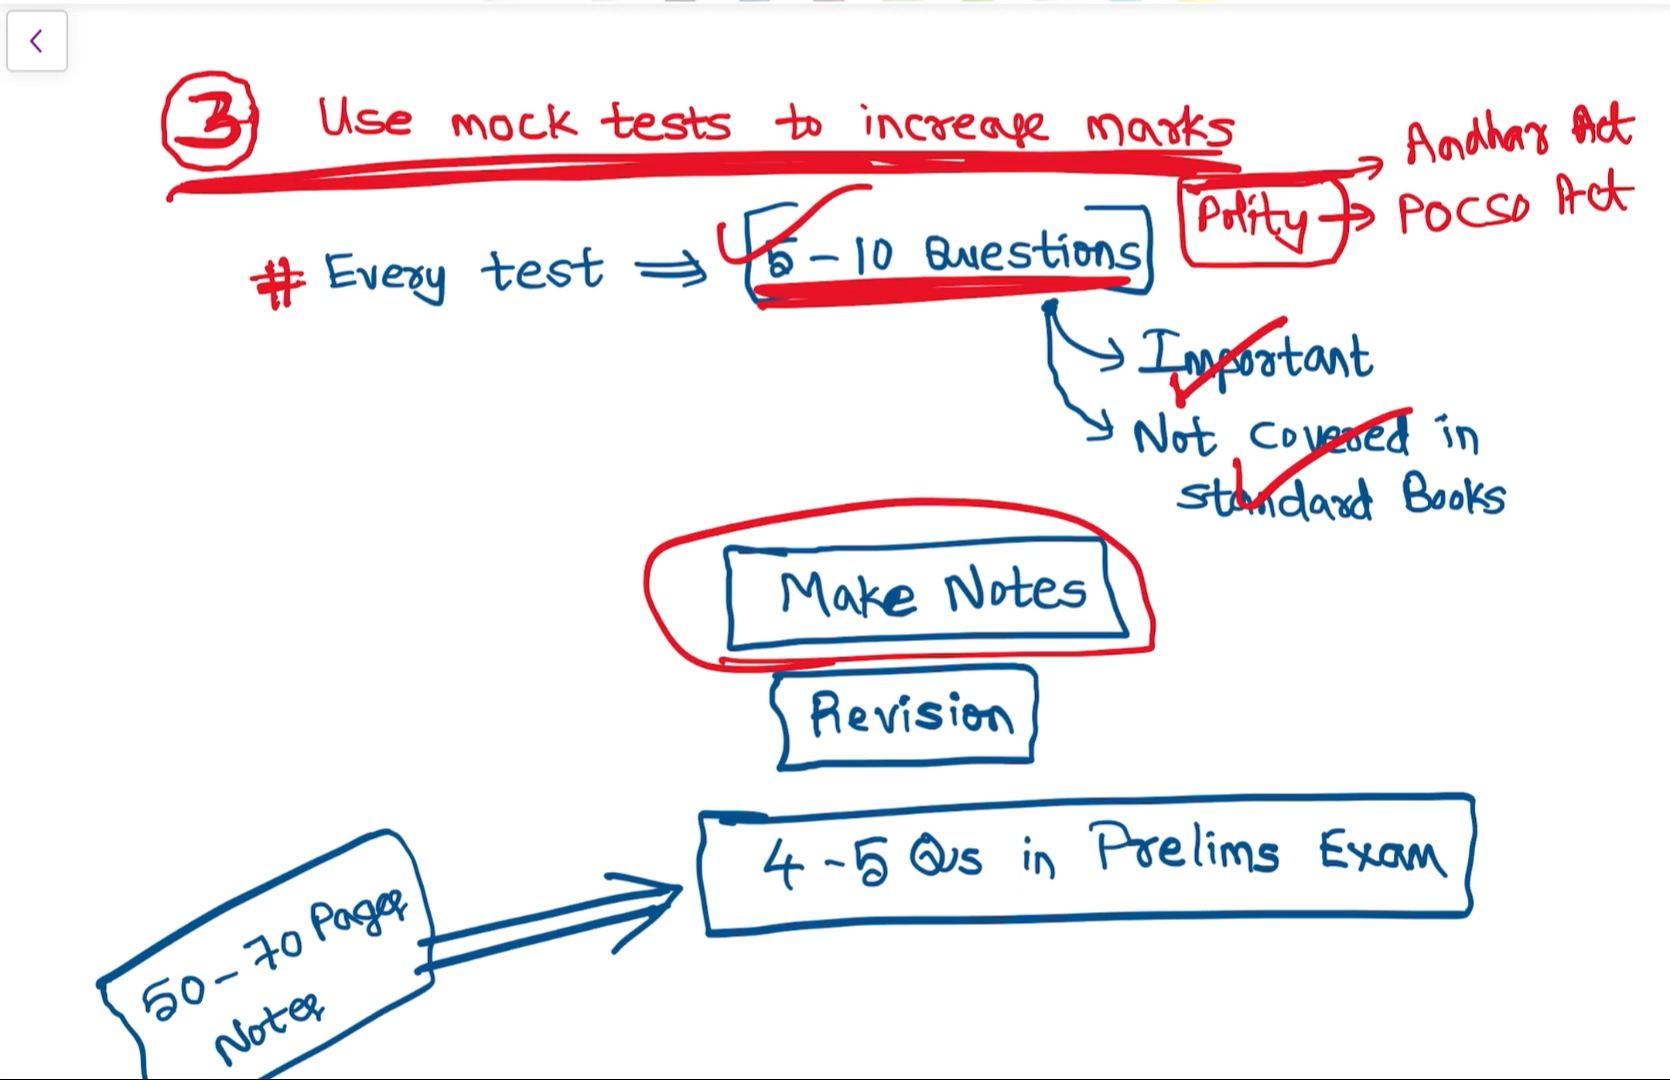 3 Use mock tests to increase marks
Aadhar Act
Polity → POCSO Act
# Every test ⇒ 5-10 Questions
Important
Not covered in
standard Books
Make Notes
Revision
4-5 Qs in Prelims Exam
50-70 Pages
Notes